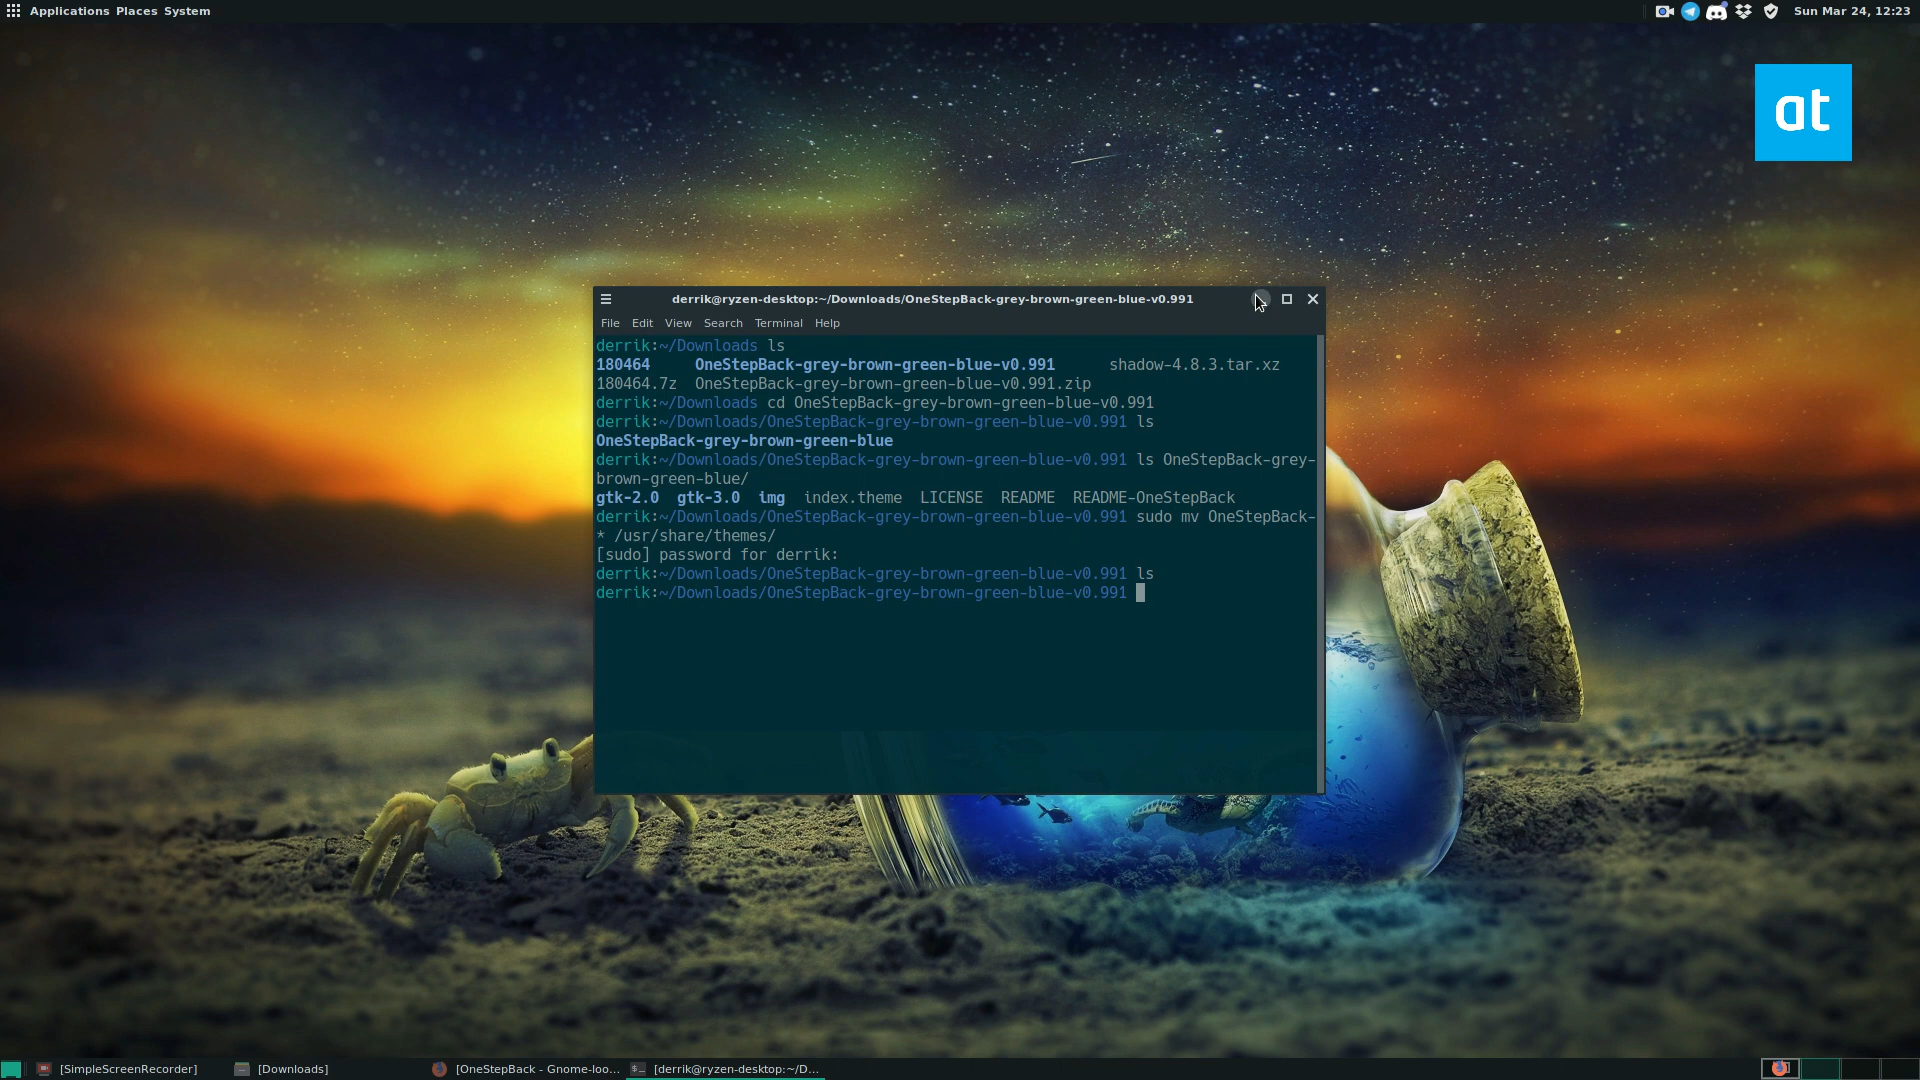 Applications Places System
Sun Mar 24, 12:23
at
derrik@ryzen-desktop:~/Downloads/OneStepBack-grey-brown-green-blue-v0.991
File Edit View Search Terminal Help
derrik:~/Downloads ls
180464 OneStepBack-grey-brown-green-blue-v0.991 shadow-4.8.3.tar.xz
180464.7z OneStepBack-grey-brown-green-blue-v0.991.zip
derrik:~/Downloads cd OneStepBack-grey-brown-green-blue-v0.991
derrik:~/Downloads/OneStepBack-grey-brown-green-blue-v0.991 ls
OneStepBack-grey-brown-green-blue
derrik:~/Downloads/OneStepBack-grey-brown-green-blue-v0.991 ls OneStepBack-grey-
brown-green-blue/
gtk-2.0 gtk-3.0 img index.theme LICENSE README README-OneStepBack
derrik:~/Downloads/OneStepBack-grey-brown-green-blue-v0.991 sudo mv OneStepBack-
* /usr/share/themes/
[sudo] password for derrik:
derrik:~/Downloads/OneStepBack-grey-brown-green-blue-v0.991 ls
derrik:~/Downloads/OneStepBack-grey-brown-green-blue-v0.991
[SimpleScreenRecorder] [Downloads] [OneStepBack - Gnome-loo... [derrik@ryzen-desktop:~/D...